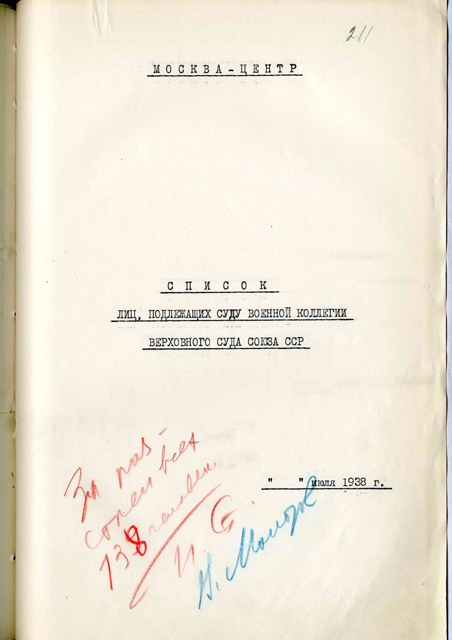 211
МОСКВА-ЦЕНТР
СПИСОК
ЛИЦ, ПОДЛЕЖАЩИХ СУДУ ВОЕННОЙ КОЛЛЕГИИ
ВЕРХОВНОГО СУДА СОЮЗА ССР
" " июля 1938 г.
За рас-
стрел всех
138 человек
И. Ст.
В. Молотов